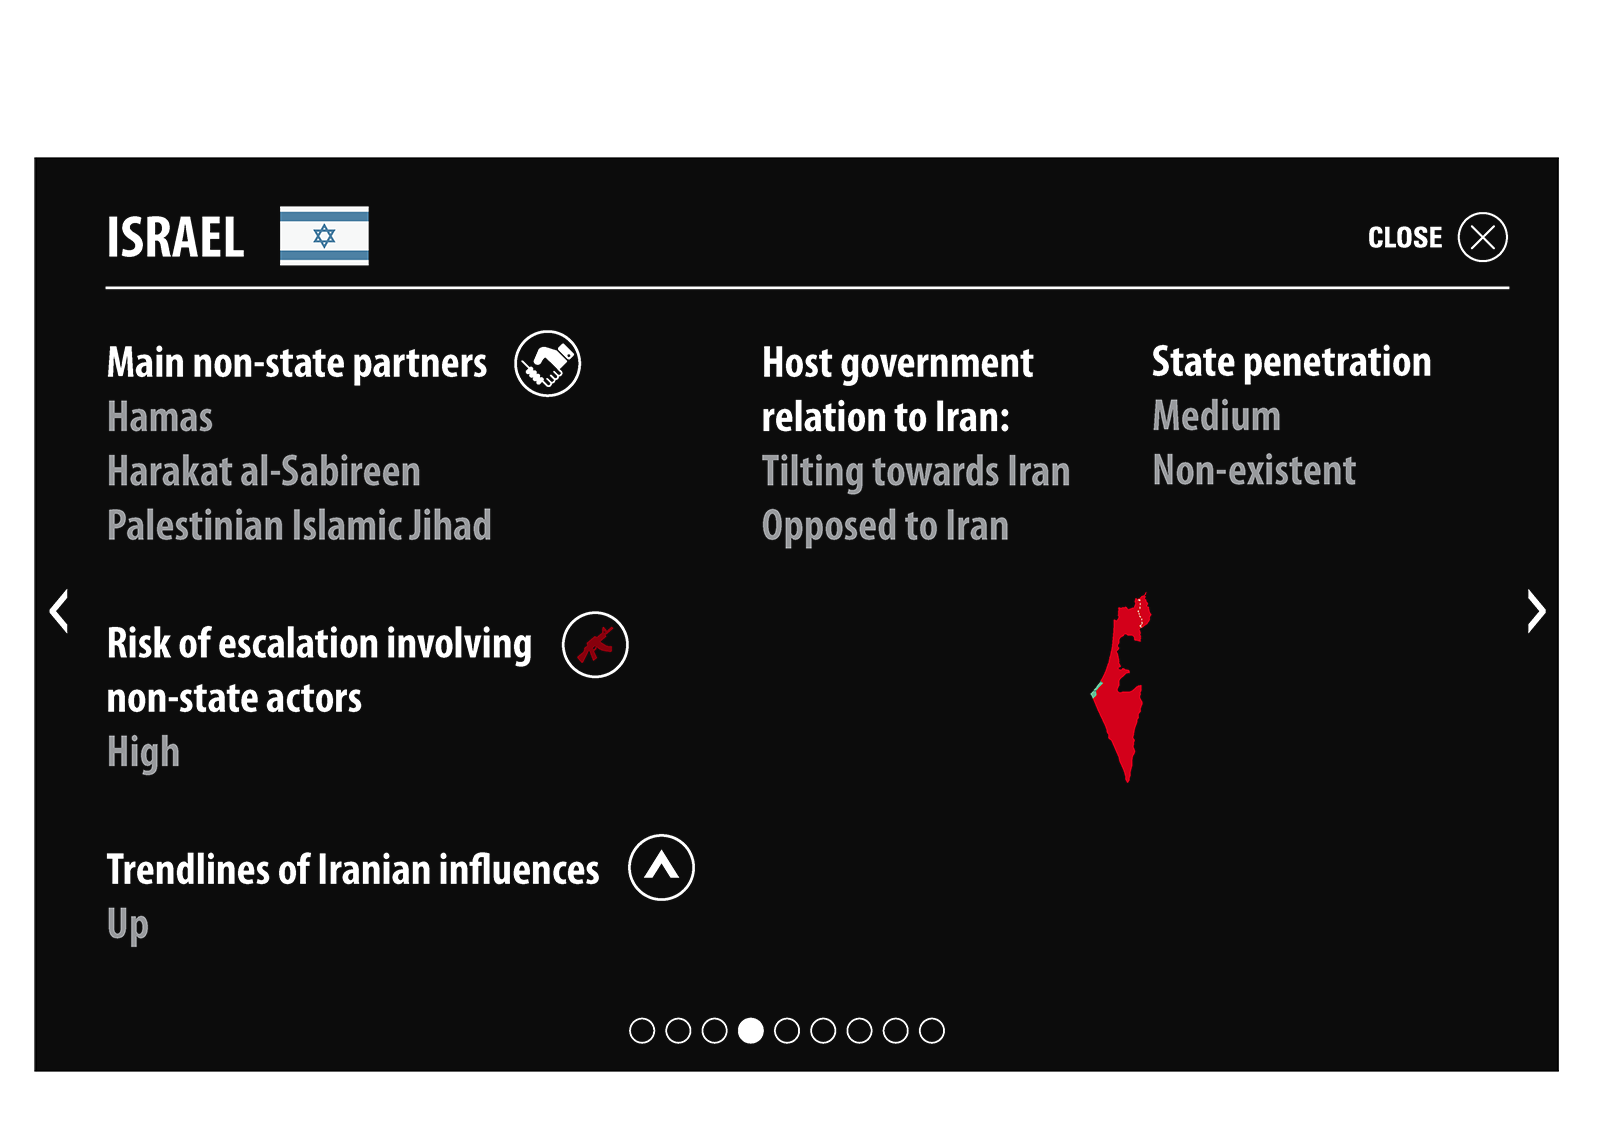 ISRAEL
CLOSE
Main non-state partners
Hamas
Harakat al-Sabireen
Palestinian Islamic Jihad
Host government
relation to Iran:
Tilting towards Iran
Opposed to Iran
State penetration
Medium
Non-existent
Risk of escalation involving
non-state actors
High
Trendlines of Iranian influences
Up